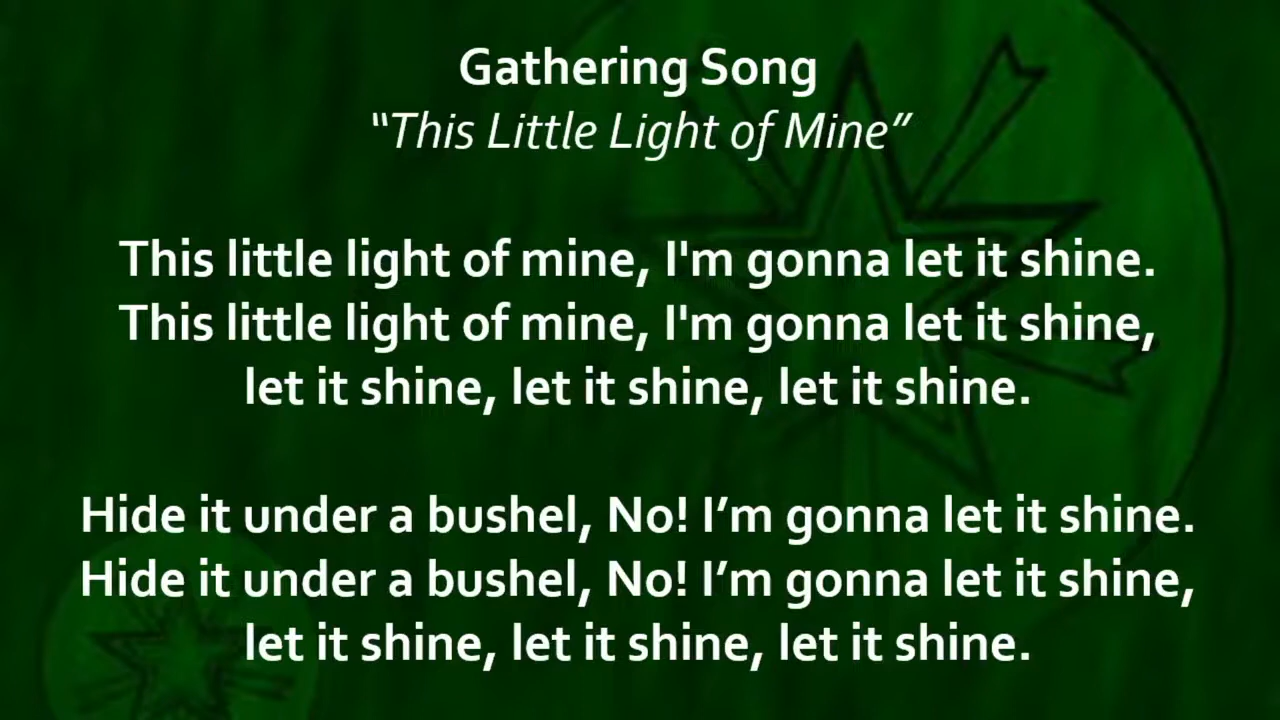 Gathering Song
“This Little Light of Mine”
This little light of mine, I'm gonna let it shine.
This little light of mine, I'm gonna let it shine,
let it shine, let it shine, let it shine.
Hide it under a bushel, No! I’m gonna let it shine.
Hide it under a bushel, No! I’m gonna let it shine,
let it shine, let it shine, let it shine.